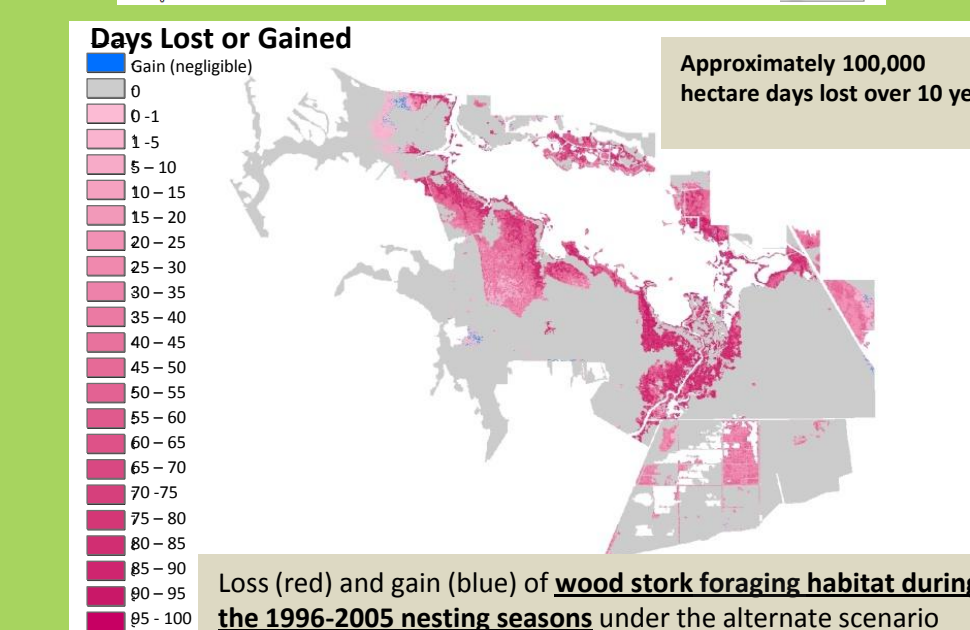 Days Lost or Gained
Gain (negligible)
0
0 -1
1 -5
5 – 10
10 – 15
15 – 20
20 – 25
25 – 30
30 – 35
35 – 40
40 – 45
45 – 50
50 – 55
55 – 60
60 – 65
65 – 70
70 -75
75 – 80
80 – 85
85 – 90
90 – 95
95 - 100
Approximately 100,000
hectare days lost over 10 ye
Loss (red) and gain (blue) of wood stork foraging habitat during
the 1996-2005 nesting seasons under the alternate scenario